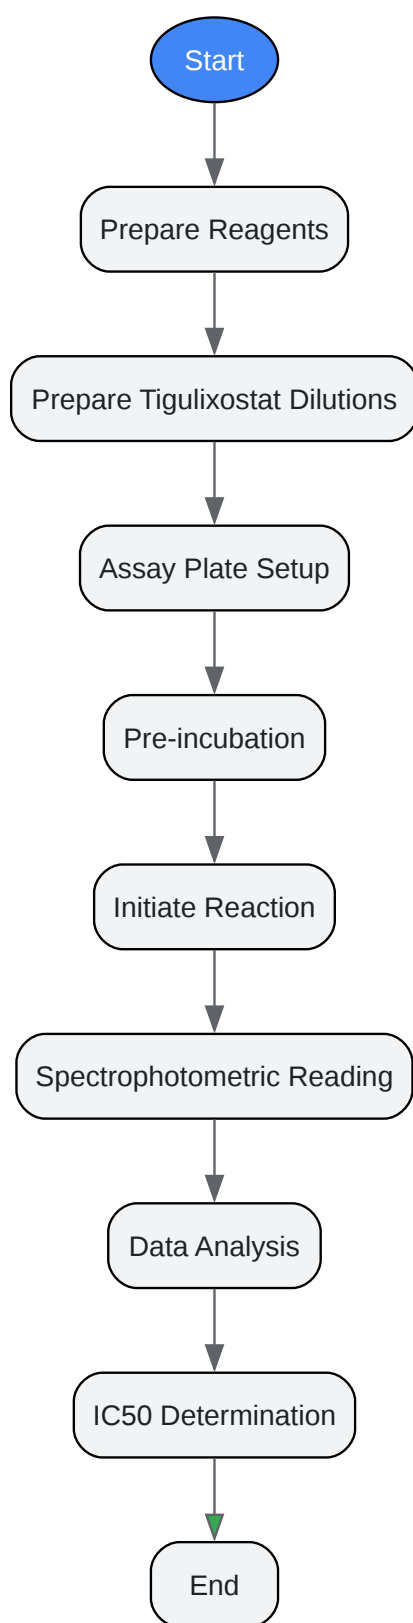 Start
Prepare Reagents
Prepare Tigulixostat Dilutions
Assay Plate Setup
Pre-incubation
Initiate Reaction
Spectrophotometric Reading
Data Analysis
IC50 Determination
End